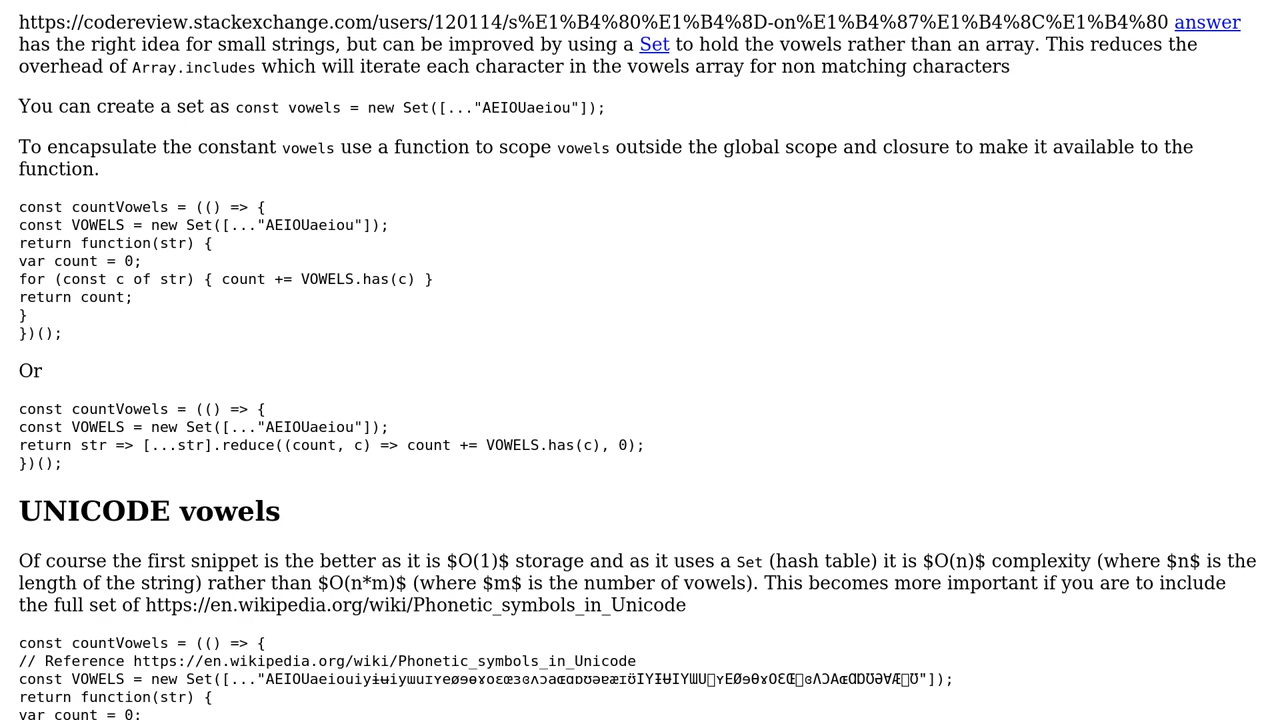 https://codereview.stackexchange.com/users/120114/s%E1%B4%80%E1%B4%8D-on%E1%B4%87%E1%B4%8C%E1%B4%80 answer
has the right idea for small strings, but can be improved by using a Set to hold the vowels rather than an array. This reduces the
overhead of Array.includes which will iterate each character in the vowels array for non matching characters
You can create a set as const vowels = new Set([..."AEIOUaeiou"]);
To encapsulate the constant vowels use a function to scope vowels outside the global scope and closure to make it available to the
function.
const countVowels = (() => {
const VOWELS = new Set([..."AEIOUaeiou"]);
return function(str) {
var count = 0;
for (const c of str) { count += VOWELS.has(c) }
return count;
}
})();
Or
const countVowels = (() => {
const VOWELS = new Set([..."AEIOUaeiou"]);
return str => [...str].reduce((count, c) => count += VOWELS.has(c), 0);
})();
UNICODE vowels
Of course the first snippet is the better as it is $O(1)$ storage and as it uses a Set (hash table) it is $O(n)$ complexity (where $n$ is the
length of the string) rather than $O(n*m)$ (where $m$ is the number of vowels). This becomes more important if you are to include
the full set of https://en.wikipedia.org/wiki/Phonetic_symbols_in_Unicode
const countVowels = (() => {
// Reference https://en.wikipedia.org/wiki/Phonetic_symbols_in_Unicode
const VOWELS = new
return function(str) {
var count = 0;